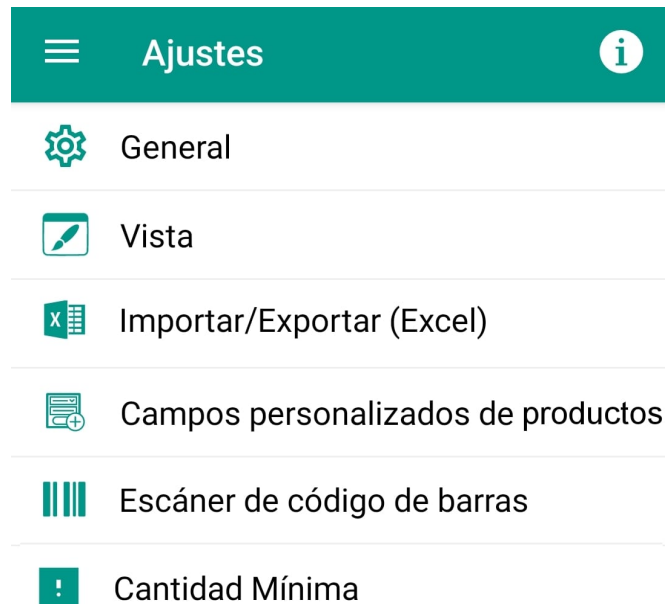 Ajustes
General
Vista
Importar/Exportar (Excel)
Campos personalizados de productos
Escáner de código de barras
Cantidad Mínima